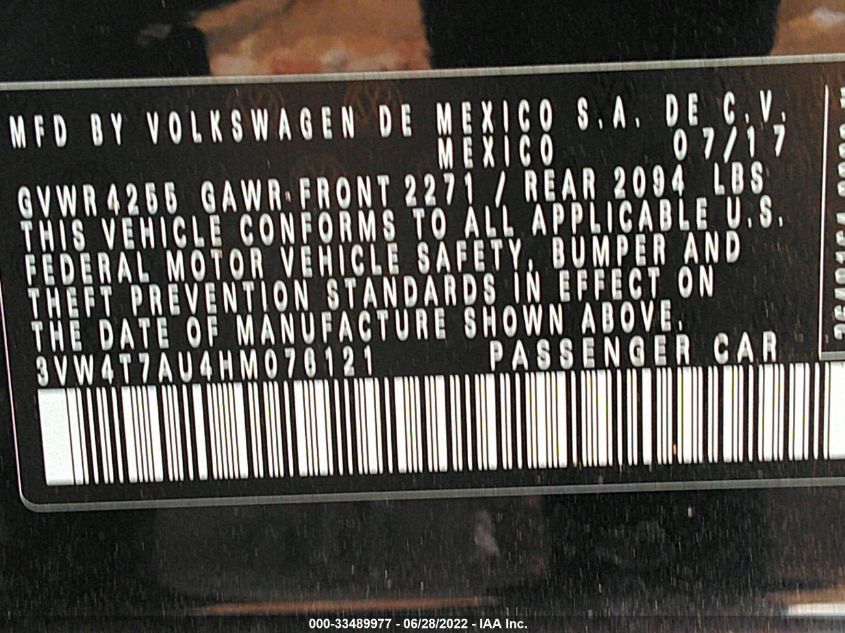 MFD BY VOLKSWAGEN DE MEXICO S.A. DE C.V.
MEXICO 07/17
GVWR 4255 GAWR FRONT 2271 / REAR 2094 LBS
THIS VEHICLE CONFORMS TO ALL APPLICABLE U.S.
FEDERAL MOTOR VEHICLE SAFETY, BUMPER AND
THEFT PREVENTION STANDARDS IN EFFECT ON
THE DATE OF MANUFACTURE SHOWN ABOVE.
3VW4T7AU4HM076121 PASSENGER CAR
000-33489977 - 06/28/2022 - IAA Inc.